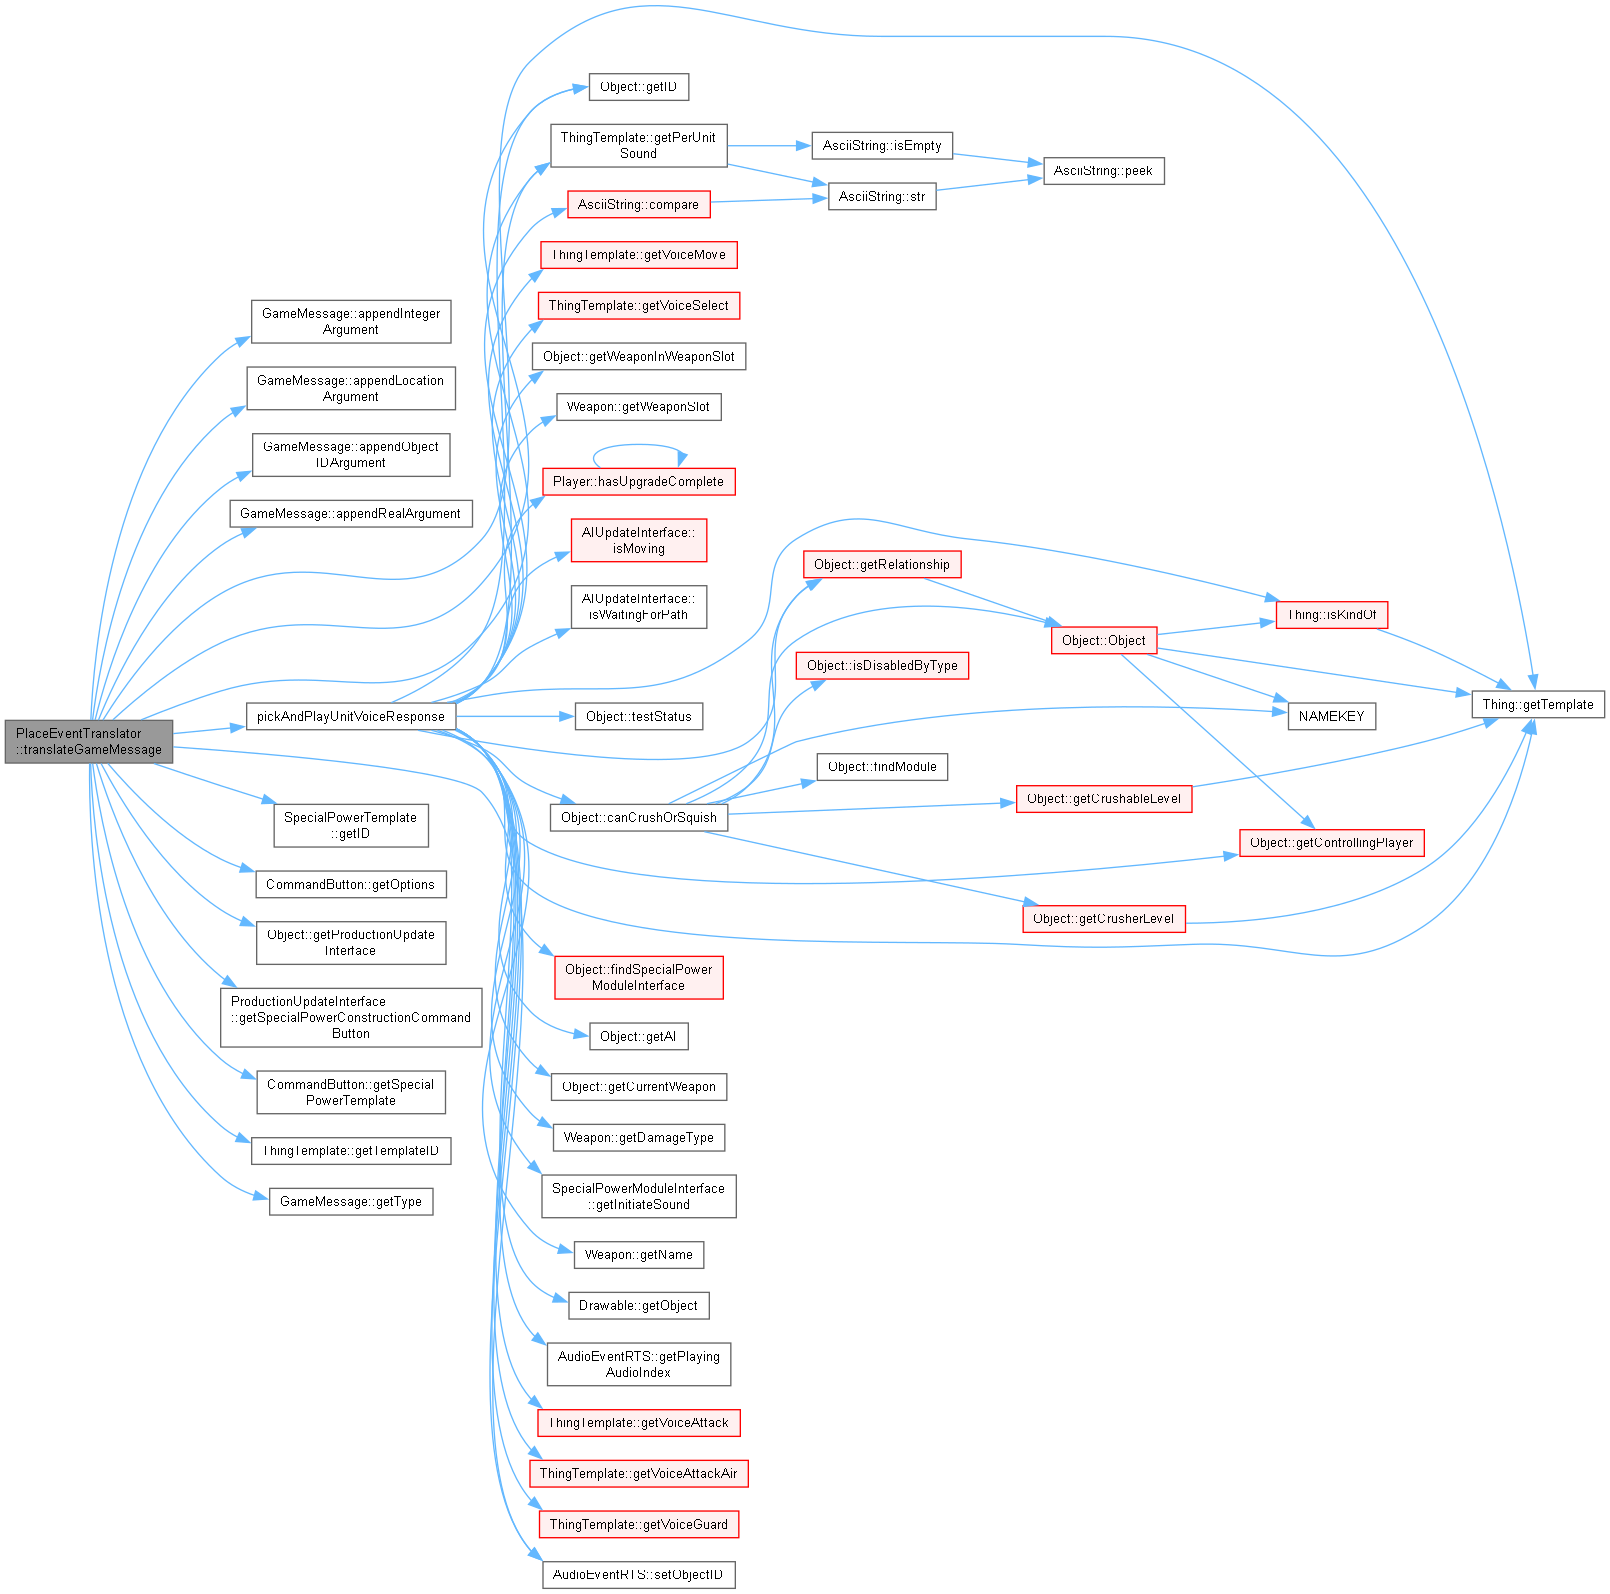 PlaceEventTranslator
::translateGameMessage
GameMessage::appendInteger
Argument
GameMessage::appendLocation
Argument
GameMessage::appendObject
IDArgument
GameMessage::appendRealArgument
pickAndPlayUnitVoiceResponse
SpecialPowerTemplate
::getID
CommandButton::getOptions
Object::getProductionUpdate
Interface
ProductionUpdateInterface
::getSpecialPowerConstructionCommand
Button
CommandButton::getSpecial
PowerTemplate
ThingTemplate::getTemplateID
GameMessage::getType
Object::getID
ThingTemplate::getPerUnit
Sound
AsciiString::compare
ThingTemplate::getVoiceMove
ThingTemplate::getVoiceSelect
Object::getWeaponInWeaponSlot
Weapon::getWeaponSlot
Player::hasUpgradeComplete
AIUpdateInterface::
isMoving
AIUpdateInterface::
isWaitingForPath
Object::testStatus
Object::canCrushOrSquish
Object::findSpecialPower
ModuleInterface
Object::getAI
Object::getCurrentWeapon
Weapon::getDamageType
SpecialPowerModuleInterface
::getInitiateSound
Weapon::getName
Drawable::getObject
AudioEventRTS::getPlaying
AudioIndex
ThingTemplate::getVoiceAttack
ThingTemplate::getVoiceAttackAir
ThingTemplate::getVoiceGuard
AudioEventRTS::setObjectID
AsciiString::isEmpty
AsciiString::str
AsciiString::peek
Object::getRelationship
Object::isDisabledByType
Object::findModule
Object::Object
Object::getCrushableLevel
Object::getCrusherLevel
Thing::isKindOf
NAMEKEY
Object::getControllingPlayer
Thing::getTemplate